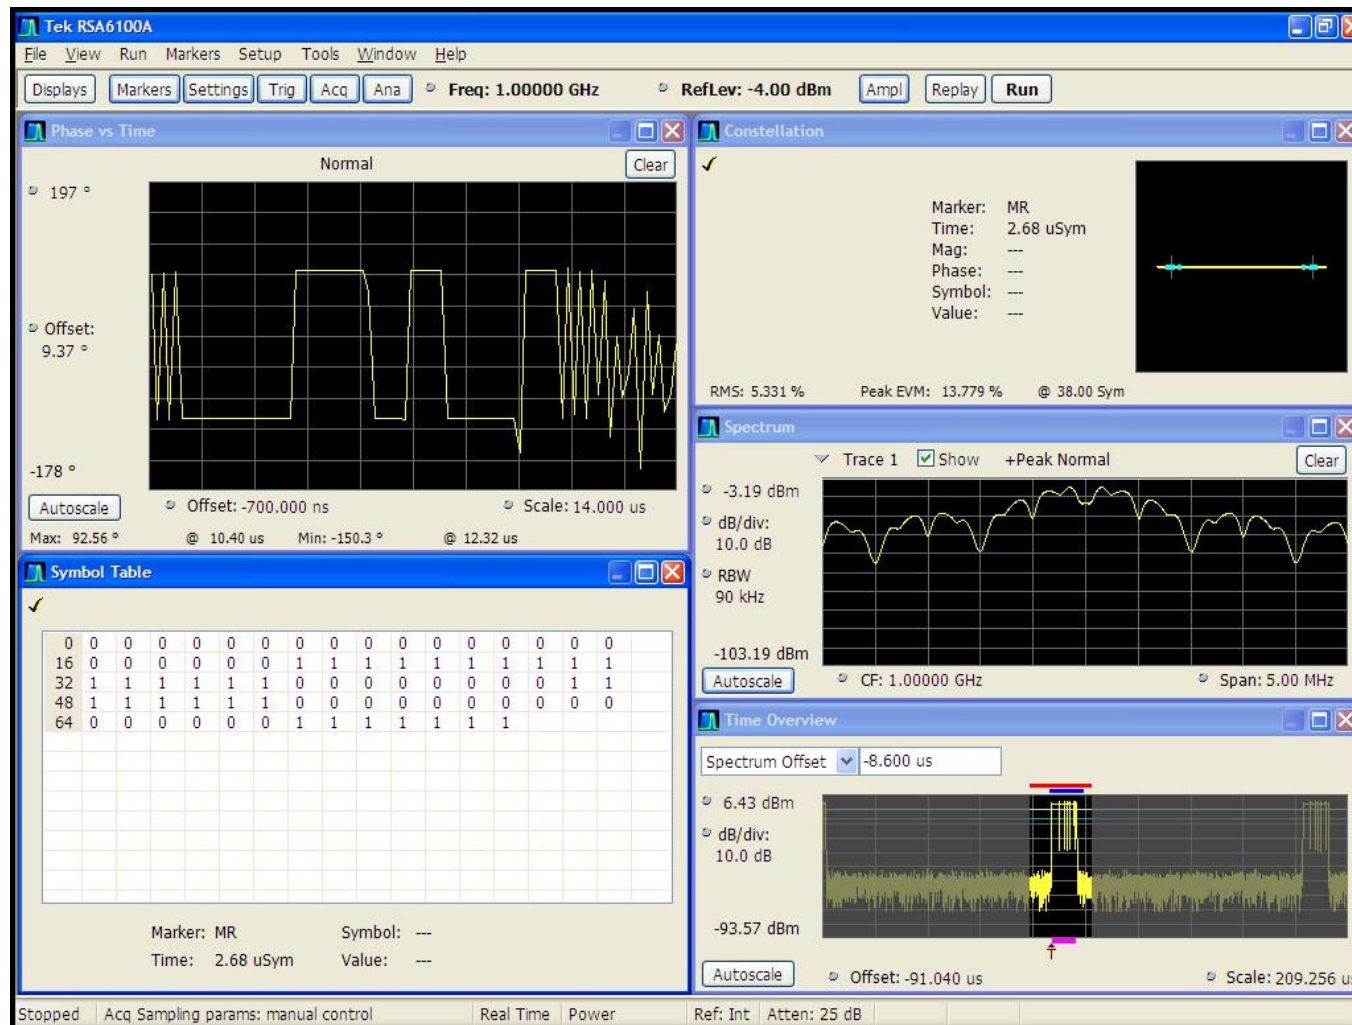 Tek RSA6100A
File View Run Markers Setup Tools Window Help
Displays Markers Settings Trig Acq Ana Freq: 1.00000 GHz RefLev: -4.00 dBm Ampl Replay Run
Phase vs Time
Normal Clear
197 °
Offset:
9.37 °
-178 °
Autoscale Offset: -700.000 ns Scale: 14.000 us
Max: 92.56 ° @ 10.40 us Min: -150.3 ° @ 12.32 us
Constellation
Marker: MR
Time: 2.68 uSym
Mag: ---
Phase: ---
Symbol: ---
Value: ---
RMS: 5.331 % Peak EVM: 13.779 % @ 38.00 Sym
Spectrum
Trace 1 Show +Peak Normal Clear
-3.19 dBm
dB/div:
10.0 dB
RBW
90 kHz
-103.19 dBm
Autoscale CF: 1.00000 GHz Span: 5.00 MHz
Symbol Table
0 0 0 0 0 0 0 0 0 0 0 0 0 0 0 0 0
16 0 0 0 0 0 0 1 1 1 1 1 1 1 1 1 1
32 1 1 1 1 1 1 0 0 0 0 0 0 0 0 1 1
48 1 1 1 1 1 1 0 0 0 0 0 0 0 0 0 0
64 0 0 0 0 0 0 1 1 1 1 1 1 1
Marker: MR Symbol: ---
Time: 2.68 uSym Value: ---
Time Overview
Spectrum Offset -8.600 us
6.43 dBm
dB/div:
10.0 dB
-93.57 dBm
Autoscale Offset: -91.040 us Scale: 209.256 u
Stopped Acq Sampling params: manual control Real Time Power Ref: Int Atten: 25 dB